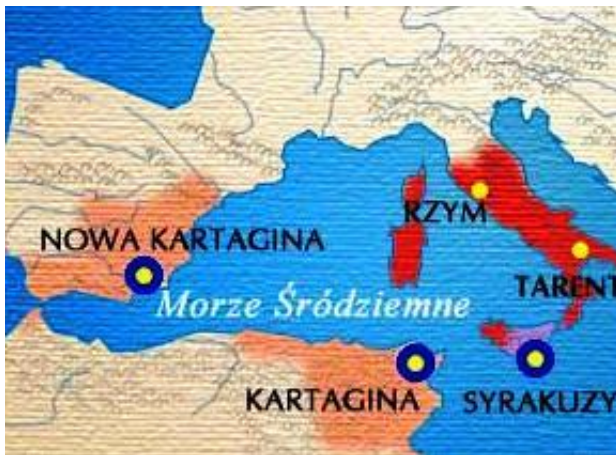 RZYM
NOWA KARTAGINA
TARENT
Morze Śródziemne
KARTAGINA
SYRAKUZY